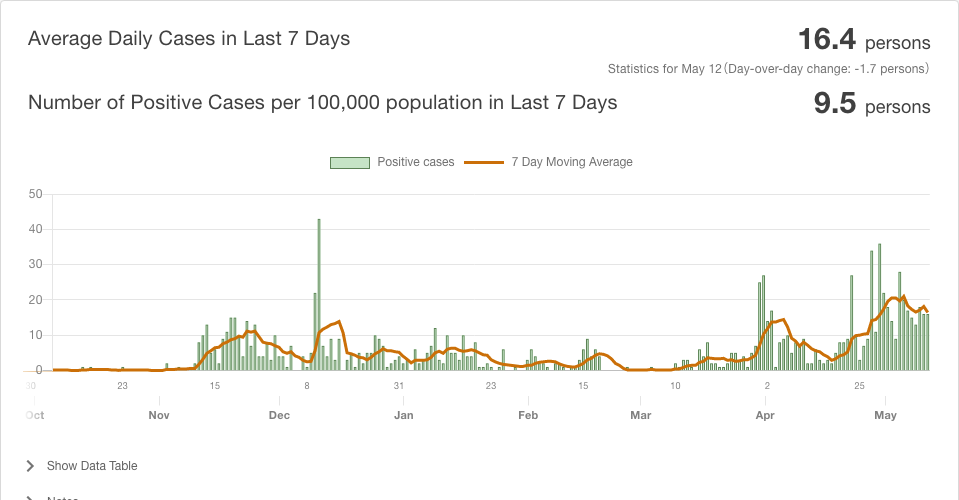 Average Daily Cases in Last 7 Days
16.4 persons
Statistics for May 12 (Day-over-day change: -1.7 persons)
Number of Positive Cases per 100,000 population in Last 7 Days
9.5 persons
Positive cases 7 Day Moving Average
50
40
30
20
10
0
23 15 8 31 23 15 10 2 25
Oct Nov Dec Jan Feb Mar Apr May
Show Data Table
Notes